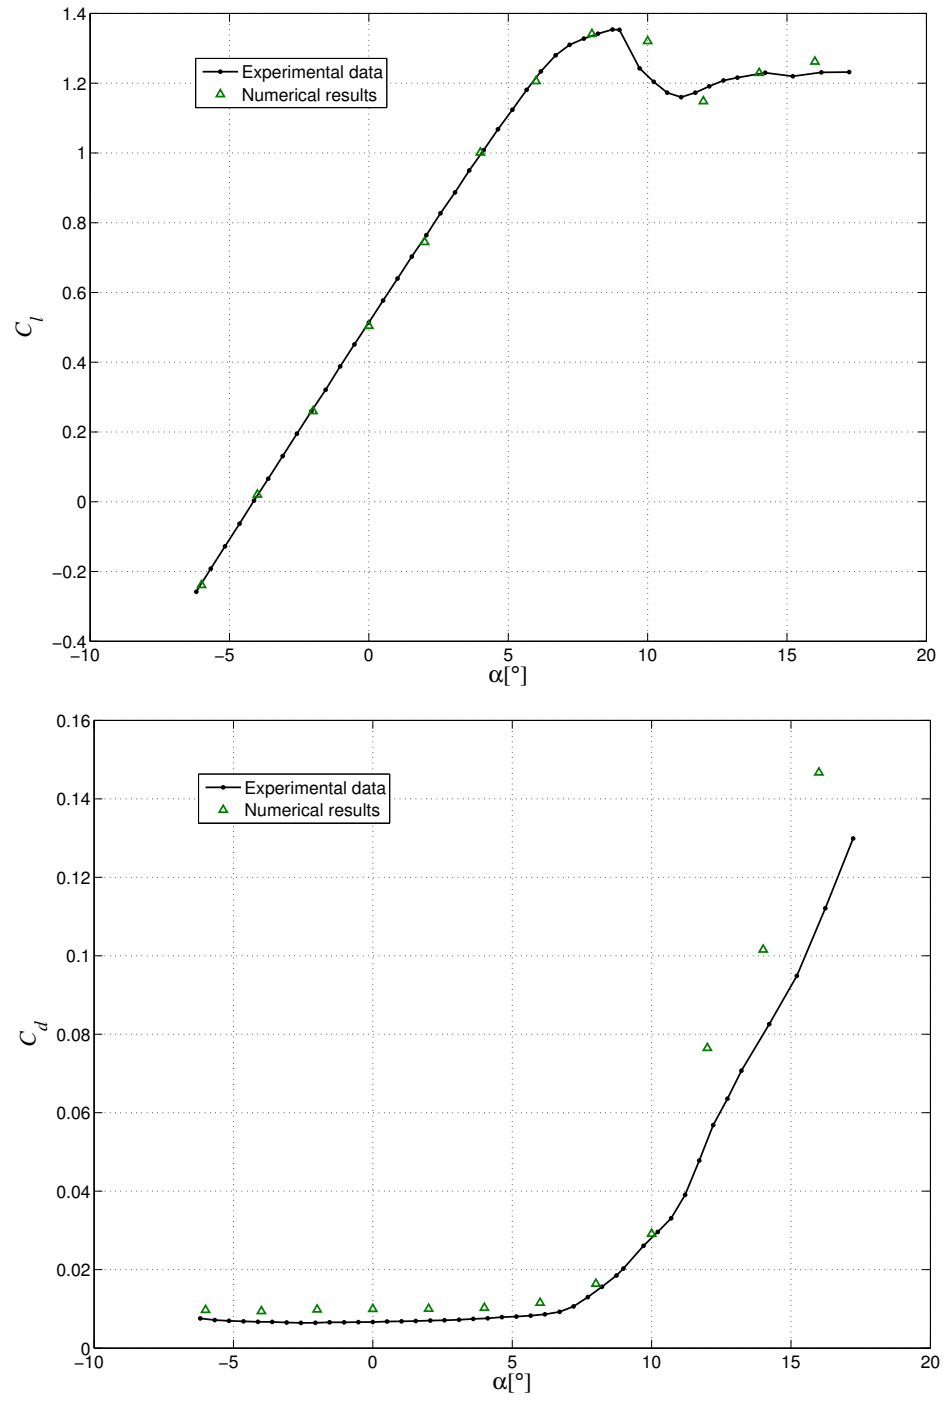 1.4
Experimental data
1.2
Numerical results
1
0.8
0.6
C_l
0.4
0.2
0
−0.2
−0.4
−10 −5 0 5 10 15 20
α[°]
0.16
Experimental data
0.14
Numerical results
0.12
0.1
0.08
C_d
0.06
0.04
0.02
0
−10 −5 0 5 10 15 20
α[°]